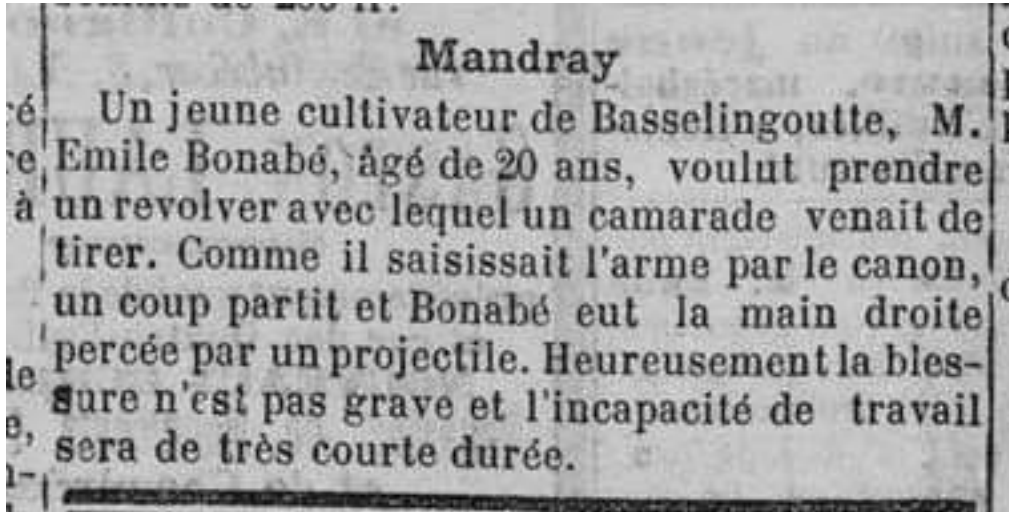 Mandray
Un jeune cultivateur de Basselingoutte, M.
Emile Bonabé, âgé de 20 ans, voulut prendre
un revolver avec lequel un camarade venait de
tirer. Comme il saisissait l'arme par le canon,
un coup partit et Bonabé eut la main droite
percée par un projectile. Heureusement la bles-
sure n'est pas grave et l'incapacité de travail
sera de très courte durée.